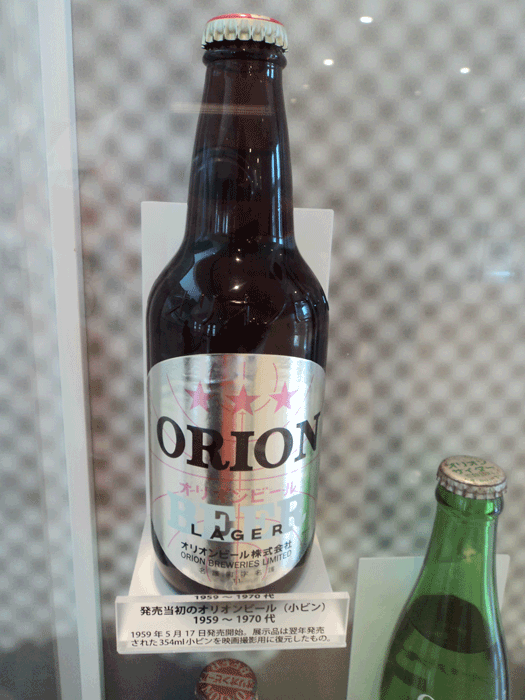 ORION
オリオンビール
BEER
LAGER
オリオンビール株式会社
ORION BREWERIES LIMITED
1959 ～ 1970 代
発売当初のオリオンビール（小ビン）
1959 ～ 1970 代
1959 年 5 月 17 日発売開始。展示品は翌年発売
された 354ml 小ビンを映画撮影用に復元したもの。